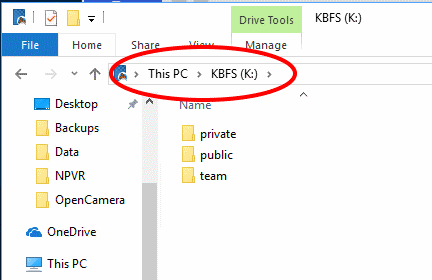 Drive Tools KBFS (K:)
File Home Share View Manage
This PC > KBFS (K:) >
Desktop
Backups
Data
NPVR
OpenCamera
OneDrive
This PC
Name
private
public
team